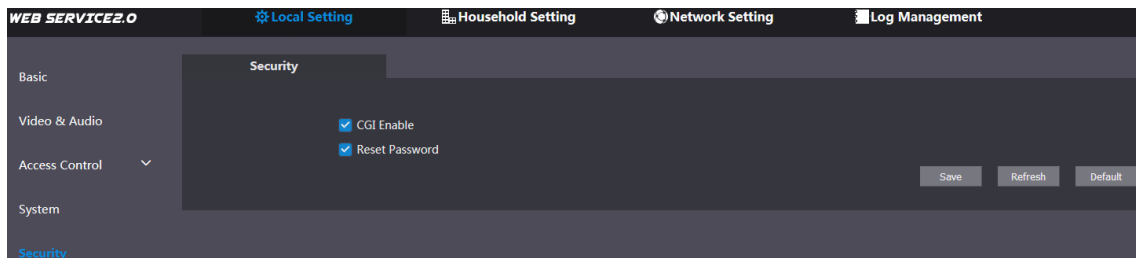 WEB SERVICE2.0 Local Setting Household Setting Network Setting Log Management
Security
Basic
Video & Audio
CGI Enable
Reset Password
Access Control
Save Refresh Default
System
Security